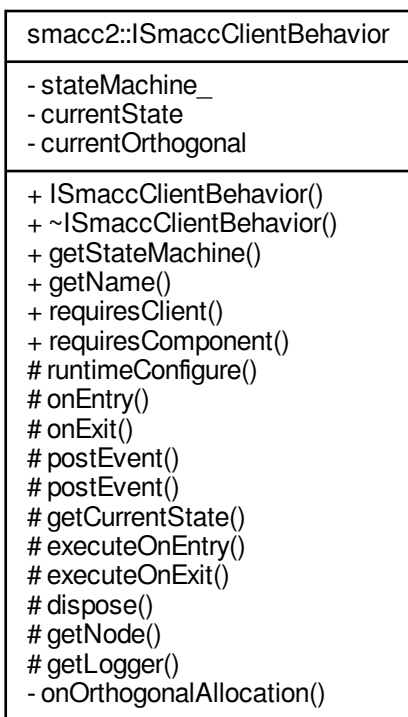 smacc2::ISmaccClientBehavior
- stateMachine_
- currentState
- currentOrthogonal
+ ISmaccClientBehavior()
+ ~ISmaccClientBehavior()
+ getStateMachine()
+ getName()
+ requiresClient()
+ requiresComponent()
# runtimeConfigure()
# onEntry()
# onExit()
# postEvent()
# postEvent()
# getCurrentState()
# executeOnEntry()
# executeOnExit()
# dispose()
# getNode()
# getLogger()
- onOrthogonalAllocation()